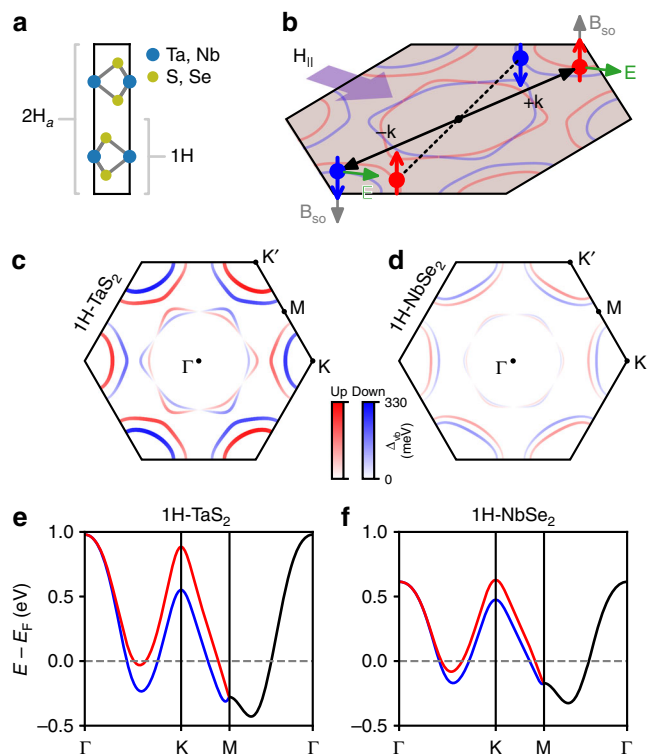 a
Ta, Nb
S, Se
2Hₐ
1H
b
H||
Bso
E
+k
−k
E
Bso
c
1H-TaS₂
K′
M
K
Γ
d
1H-NbSe₂
K′
M
K
Γ
Up Down
330
Δso (meV)
0
e
1H-TaS₂
E − EF (eV)
1.0
0.5
0.0
−0.5
Γ K M Γ
f
1H-NbSe₂
1.0
0.5
0.0
−0.5
Γ K M Γ